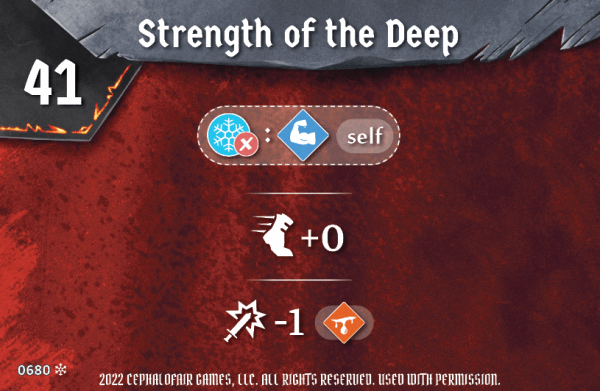 Strength of the Deep
41
: self
+0
-1
0680
2022 CEPHALOFAIR GAMES, LLC. ALL RIGHTS RESERVED. USED WITH PERMISSION.